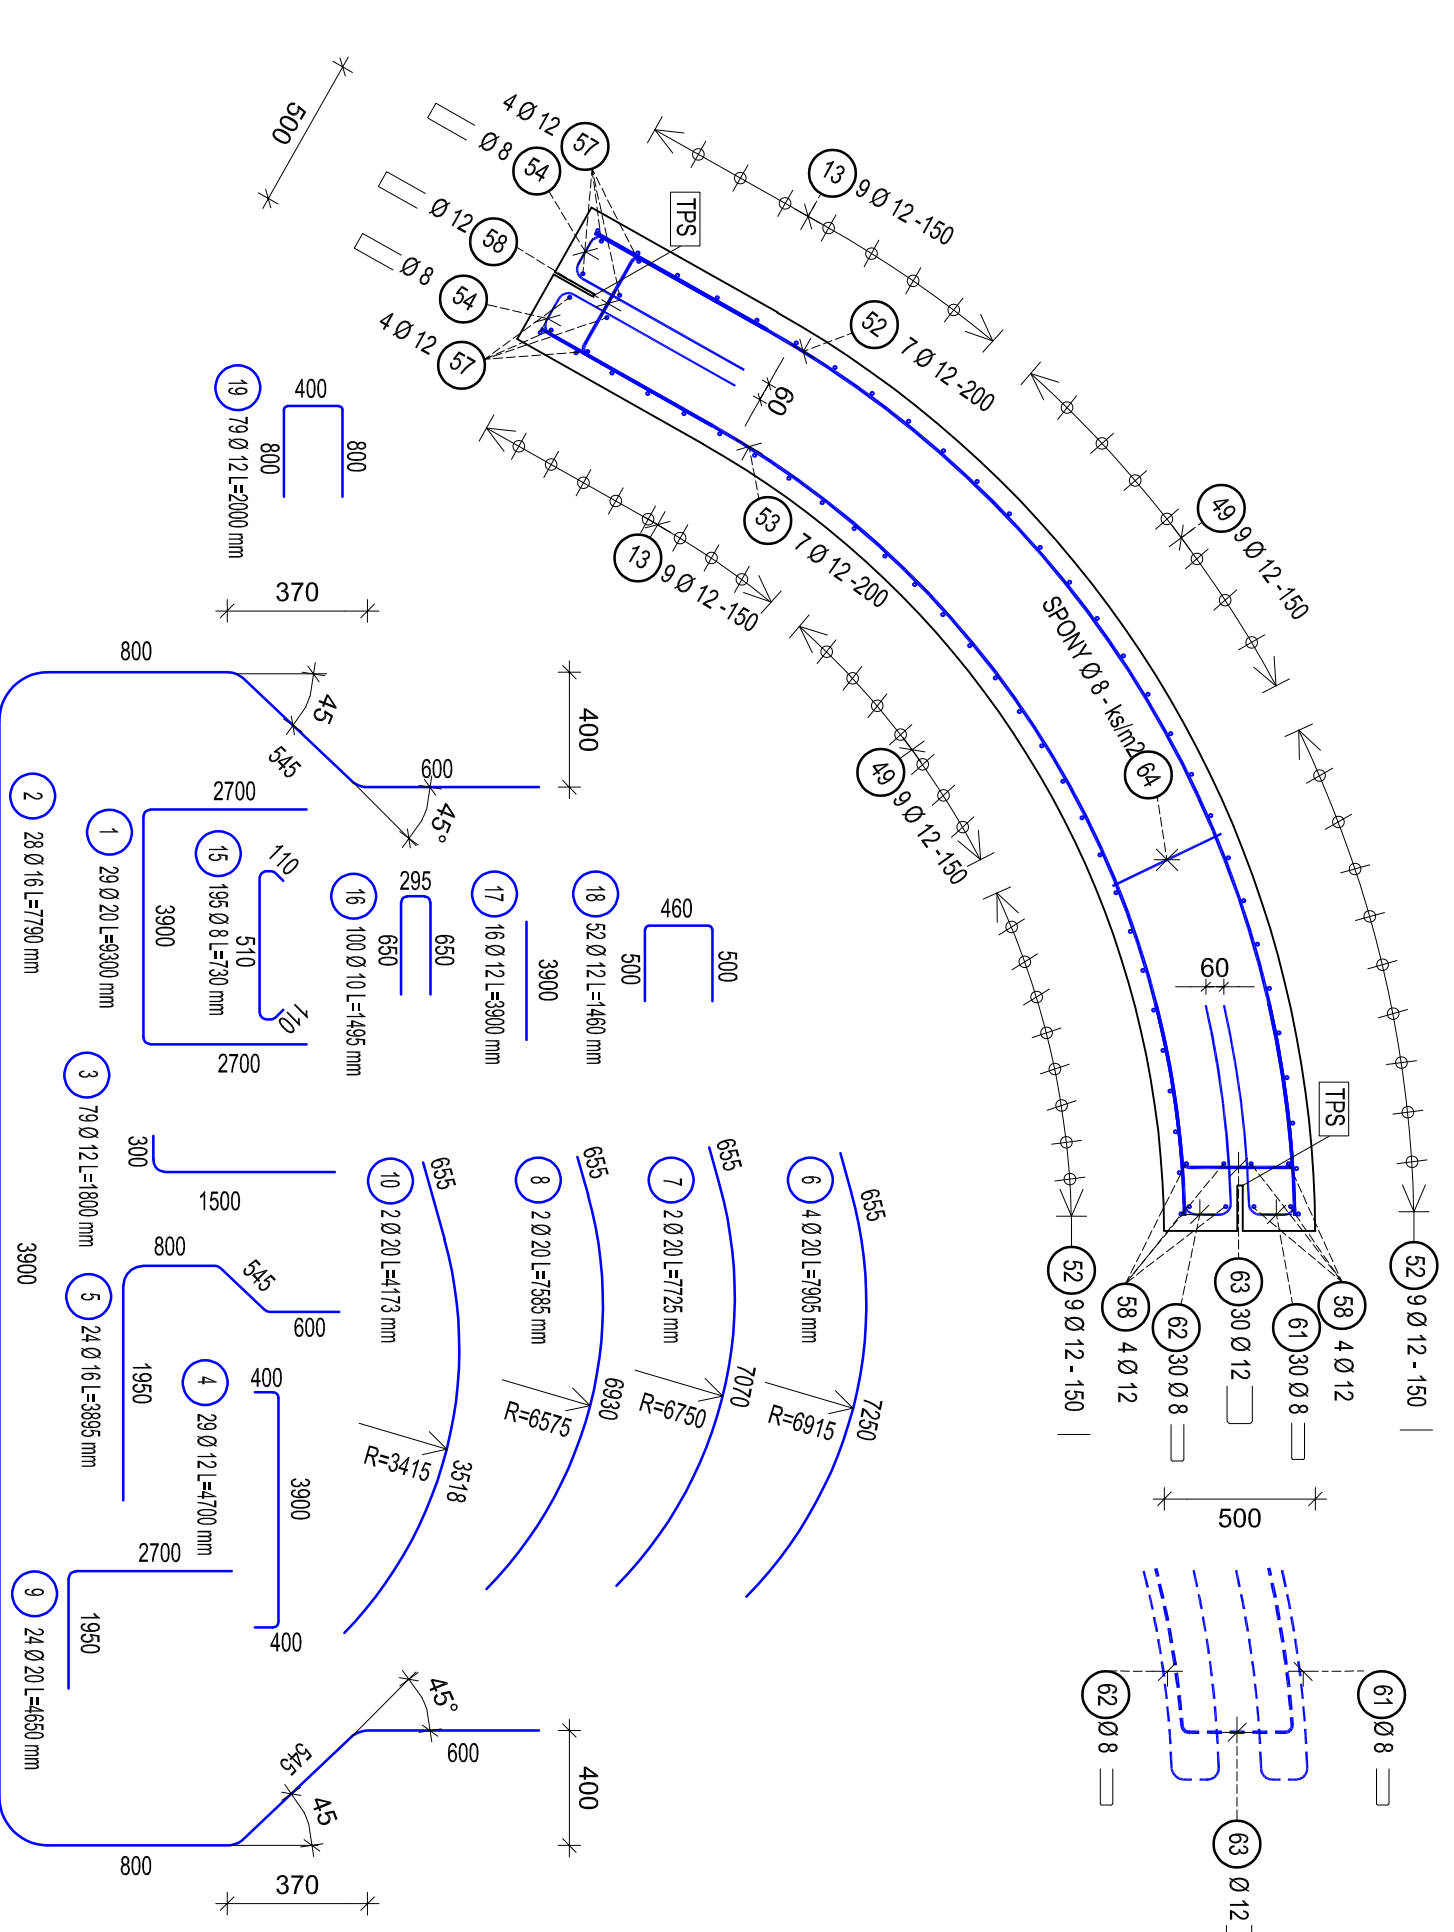 500
4 Ø 12
57
Ø 8
54
Ø 12
58
Ø 8
54
4 Ø 12
57
TPS
13
9 Ø 12 -150
52
7 Ø 12 -200
60
53
7 Ø 12 -200
13
9 Ø 12 -150
49
9 Ø 12 -150
SPONY Ø 8 - ks/m2
64
49
9 Ø 12 -150
60
TPS
52
9 Ø 12 - 150
58
4 Ø 12
61
30 Ø 8
63
30 Ø 12
62
30 Ø 8
58
4 Ø 12
52
9 Ø 12 - 150
500
61
Ø 8
62
Ø 8
63
Ø 12
19
79 Ø 12 L=2000 mm
400
800
800
370
800
45
545
600
45°
400
2
28 Ø 16 L=7790 mm
3900
1
29 Ø 20 L=9300 mm
2700
3900
2700
15
195 Ø 8 L=730 mm
110
510
110
16
100 Ø 10 L=1495 mm
295
650
650
17
16 Ø 12 L=3900 mm
3900
18
52 Ø 12 L=1460 mm
460
500
500
3
79 Ø 12 L=1800 mm
300
1500
5
24 Ø 16 L=3895 mm
800
545
600
1950
4
29 Ø 12 L=4700 mm
400
3900
400
9
24 Ø 20 L=4650 mm
2700
1950
10
2 Ø 20 L=4173 mm
655
R=3415
3518
8
2 Ø 20 L=7585 mm
655
R=6575
6930
7
2 Ø 20 L=7725 mm
655
R=6750
7070
6
4 Ø 20 L=7905 mm
655
R=6915
7250
45°
600
545
45
800
400
370